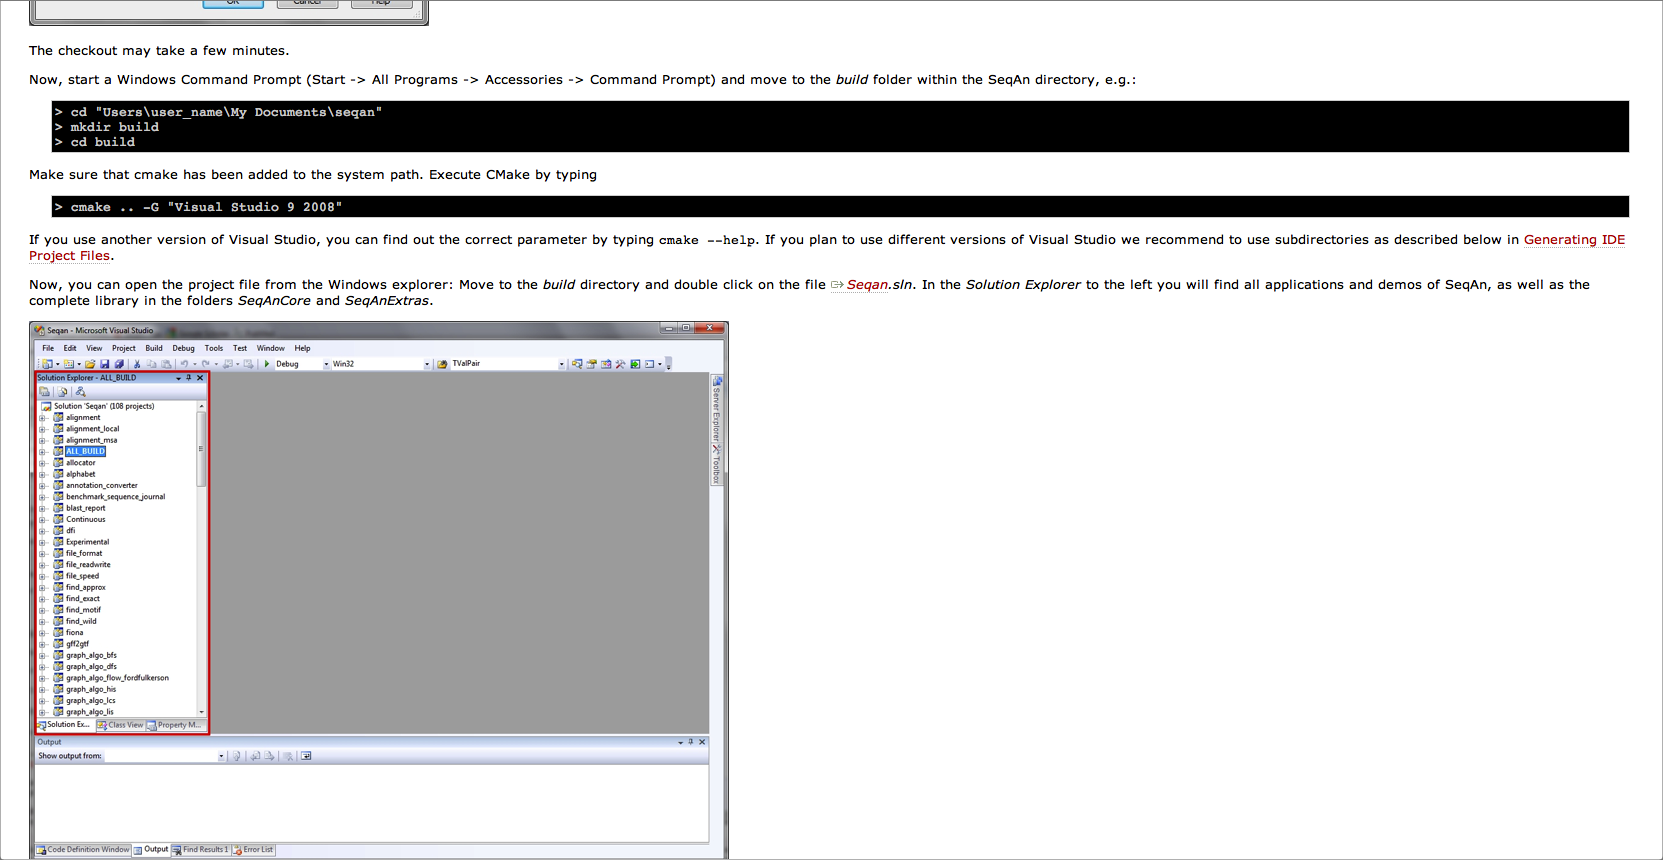 OK Cancel Help
The checkout may take a few minutes.
Now, start a Windows Command Prompt (Start -> All Programs -> Accessories -> Command Prompt) and move to the build folder within the SeqAn directory, e.g.:
> cd "Users\user_name\My Documents\seqan"
> mkdir build
> cd build
Make sure that cmake has been added to the system path. Execute CMake by typing
> cmake .. -G "Visual Studio 9 2008"
If you use another version of Visual Studio, you can find out the correct parameter by typing cmake --help. If you plan to use different versions of Visual Studio we recommend to use subdirectories as described below in Generating IDE
Project Files.
Now, you can open the project file from the Windows explorer: Move to the build directory and double click on the file Seqan.sln. In the Solution Explorer to the left you will find all applications and demos of SeqAn, as well as the
complete library in the folders SeqAnCore and SeqAnExtras.
Seqan - Microsoft Visual Studio
File Edit View Project Build Debug Tools Test Window Help
Debug Win32 TValPair
Solution Explorer - ALL_BUILD
Solution 'Seqan' (108 projects)
alignment
alignment_local
alignment_msa
ALL_BUILD
allocator
alphabet
annotation_converter
benchmark_sequence_journal
blast_report
Continuous
dfi
Experimental
file_format
file_readwrite
file_speed
find_approx
find_exact
find_motif
find_wild
fiona
gff2gtf
graph_algo_bfs
graph_algo_dfs
graph_algo_flow_fordfulkerson
graph_algo_his
graph_algo_lcs
graph_algo_lis
Solution Ex... Class View Property M...
Server Explorer
Toolbox
Output
Show output from:
Code Definition Window Output Find Results 1 Error List